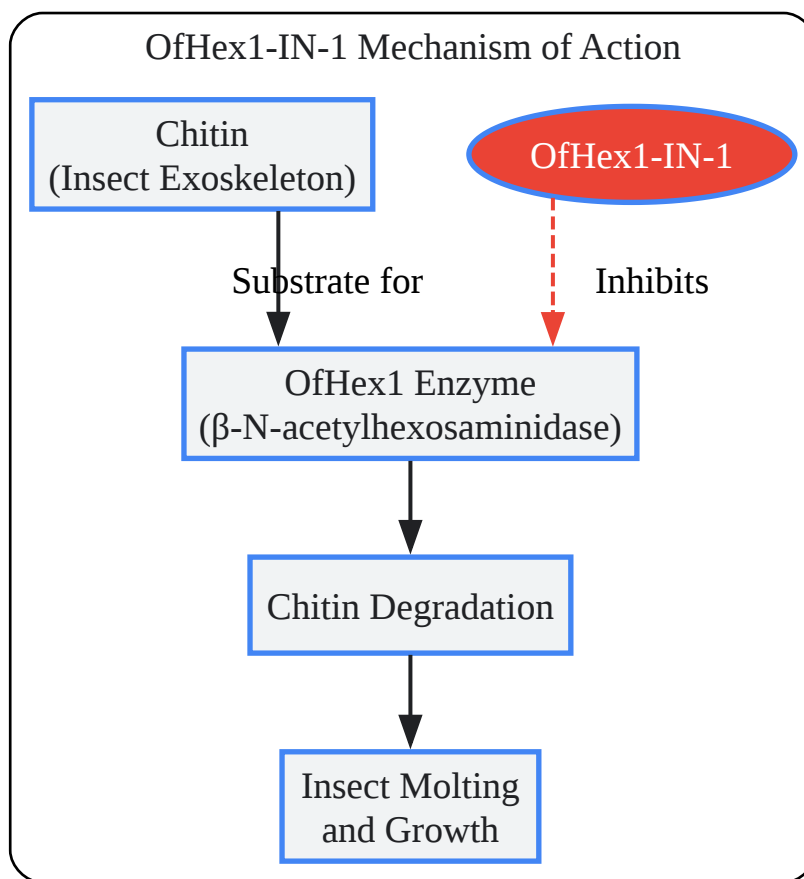 OfHex1-IN-1 Mechanism of Action
Chitin
(Insect Exoskeleton)
OfHex1-IN-1
Substrate for
Inhibits
OfHex1 Enzyme
(β-N-acetylhexosaminidase)
Chitin Degradation
Insect Molting
and Growth